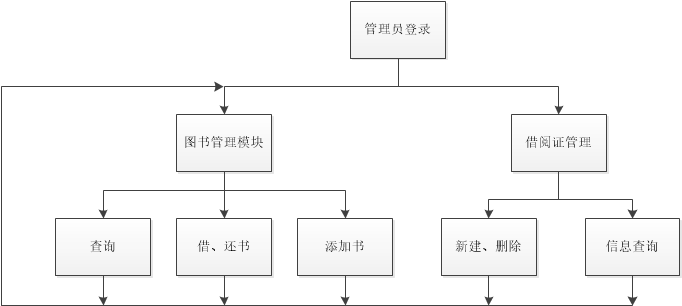 管理员登录
图书管理模块
借阅证管理
查询
借、还书
添加书
新建、删除
信息查询